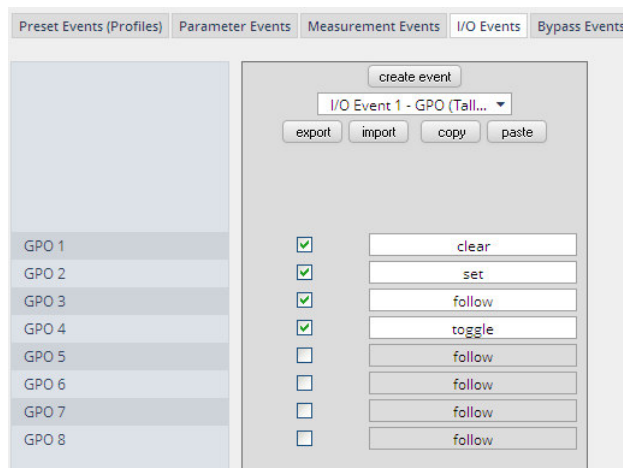 Preset Events (Profiles) Parameter Events Measurement Events I/O Events Bypass Events
create event
I/O Event 1 - GPO (Tall...
export import copy paste
GPO 1 clear
GPO 2 set
GPO 3 follow
GPO 4 toggle
GPO 5 follow
GPO 6 follow
GPO 7 follow
GPO 8 follow